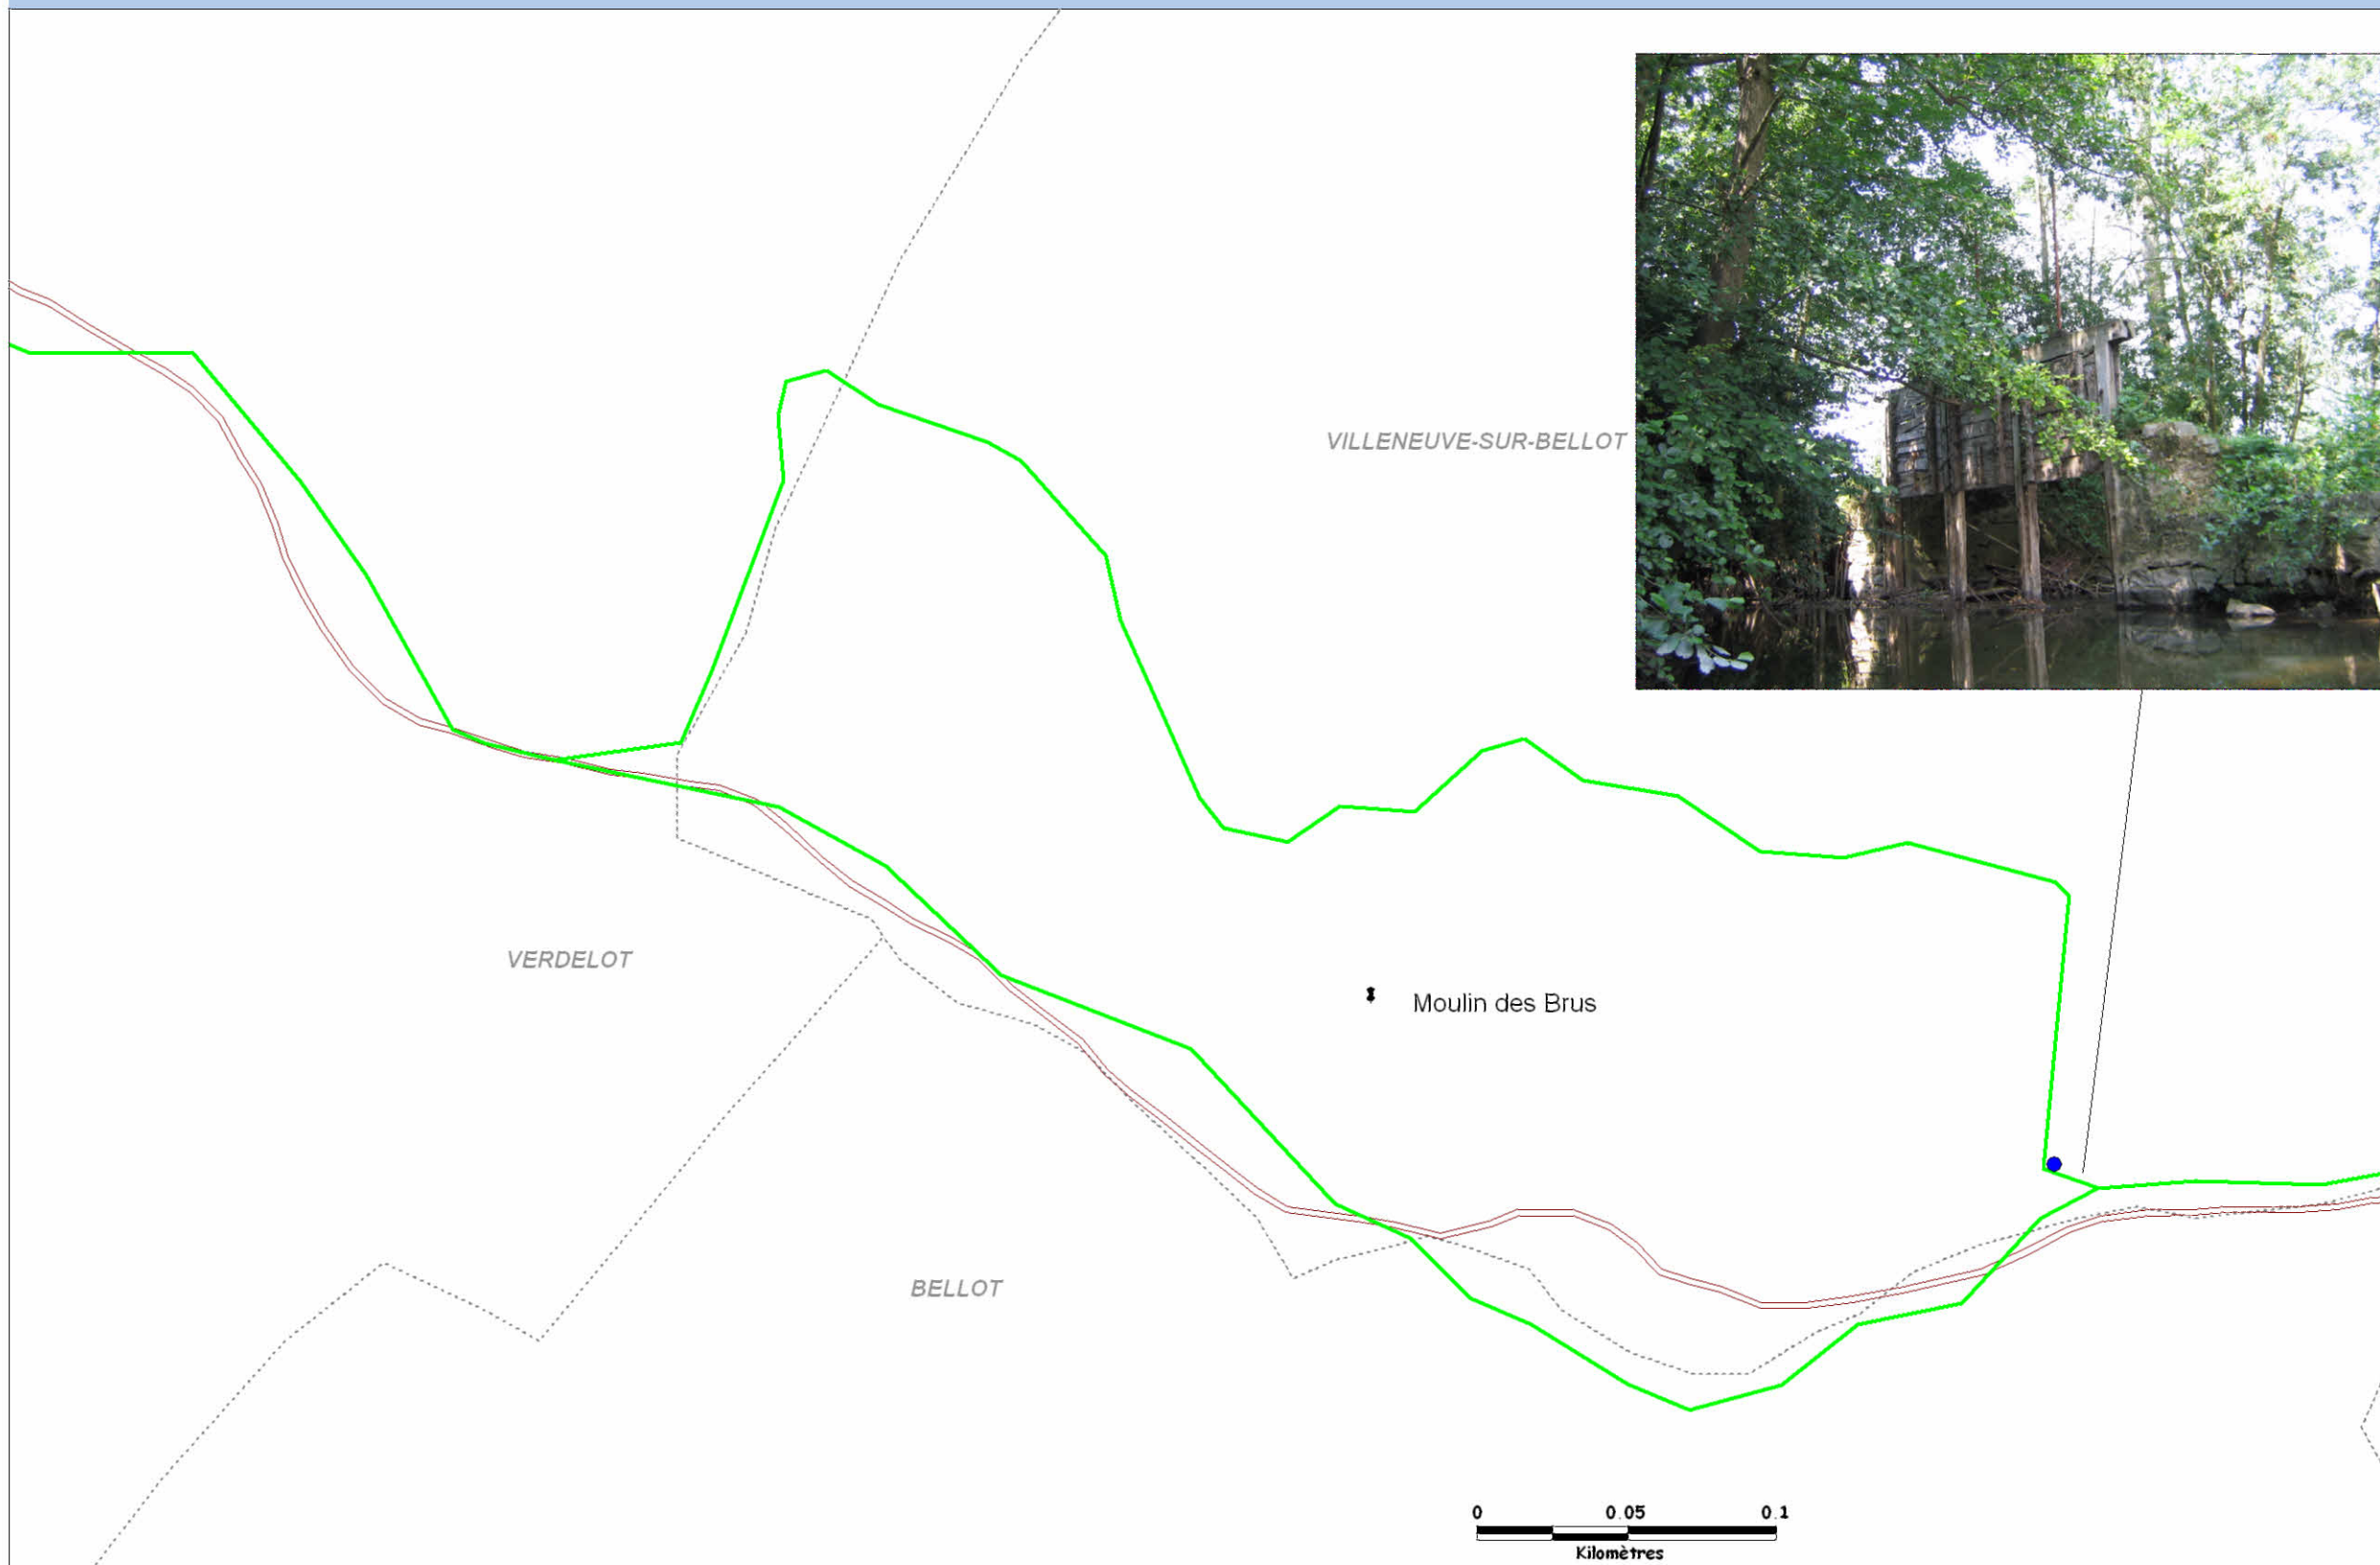 VILLENEUVE-SUR-BELLOT
VERDELOT
Moulin des Brus
BELLOT
0 0.05 0.1
Kilomètres